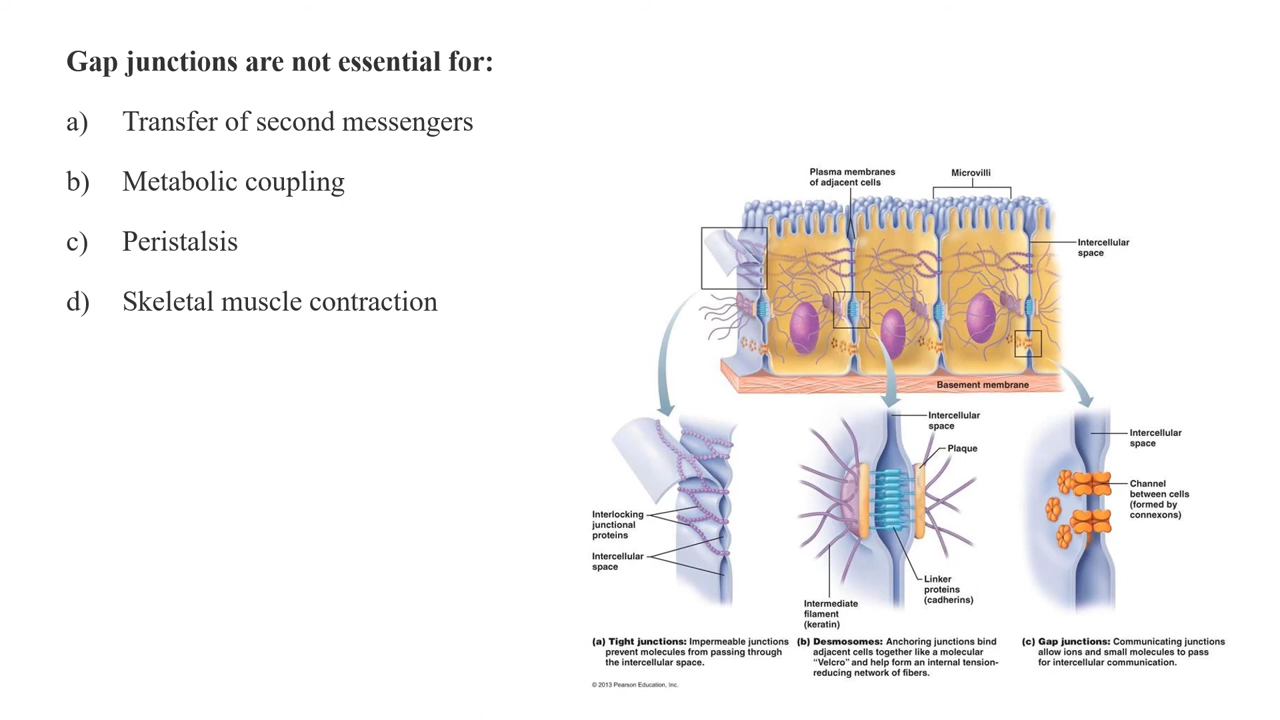 Gap junctions are not essential for:
a) Transfer of second messengers
b) Metabolic coupling
c) Peristalsis
d) Skeletal muscle contraction
Plasma membranes
of adjacent cells
Microvilli
Intercellular
space
Basement membrane
Interlocking
junctional
proteins
Intercellular
space
Intercellular
space
Plaque
Linker
proteins
(cadherins)
Intermediate
filament
(keratin)
Intercellular
space
Channel
between cells
(formed by
connexons)
(a) Tight junctions: Impermeable junctions
prevent molecules from passing through
the intercellular space.
(b) Desmosomes: Anchoring junctions bind
adjacent cells together like a molecular
“Velcro” and help form an internal tension-
reducing network of fibers.
(c) Gap junctions: Communicating junctions
allow ions and small molecules to pass
for intercellular communication.
© 2013 Pearson Education, Inc.